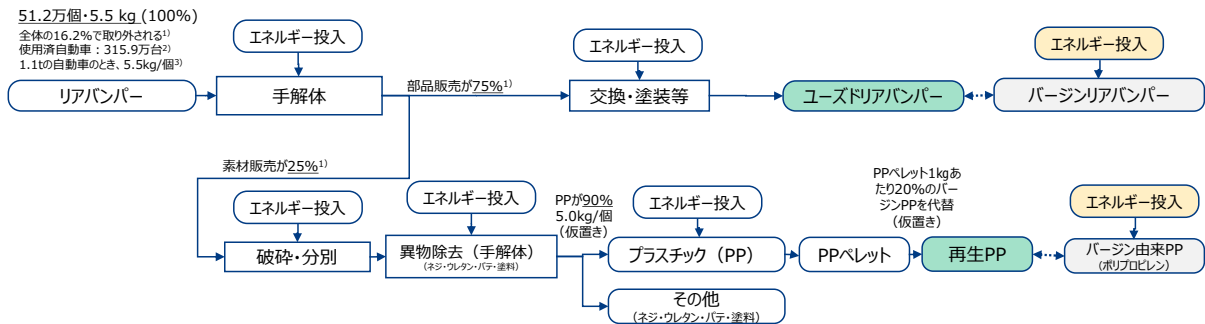 51.2万個・5.5 kg (100%)
全体の16.2%で取り外される1)
使用済自動車：315.9万台2)
1.1tの自動車のとき、5.5kg/個3)
エネルギー投入
エネルギー投入
エネルギー投入
リアバンパー
手解体
部品販売が75%1)
交換・塗装等
ユーズドリアバンパー
バージンリアバンパー
素材販売が25%1)
エネルギー投入
エネルギー投入
PPが90%
5.0kg/個
(仮置き)
エネルギー投入
PPペレット1kgあ
たり20%のバー
ジンPPを代替
(仮置き)
エネルギー投入
破砕・分別
異物除去（手解体）
（ネジ・ウレタン・パテ・塗料）
プラスチック（PP）
PPペレット
再生PP
バージン由来PP
（ポリプロピレン）
その他
（ネジ・ウレタン・パテ・塗料）